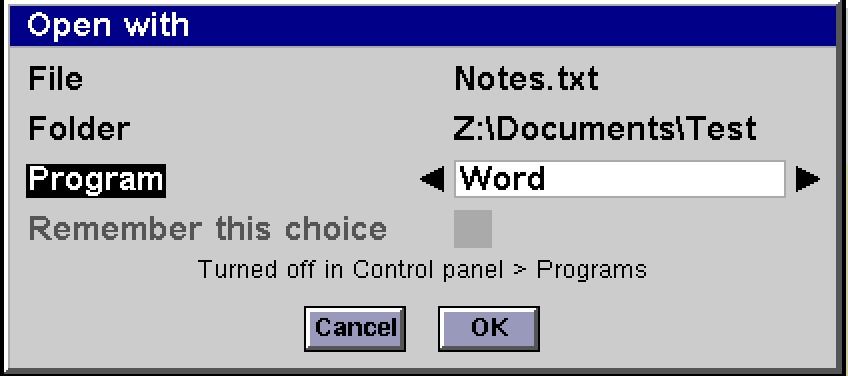 Open with
File Notes.txt
Folder Z:\Documents\Test
Program Word
Remember this choice
Turned off in Control panel > Programs
Cancel OK